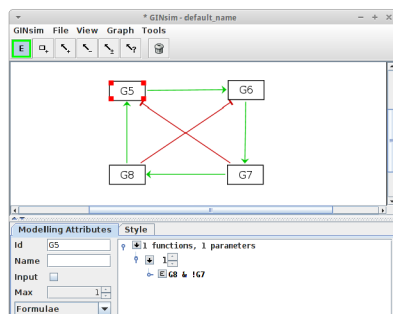 * GINsim - default_name
GINsim File View Graph Tools
E
G5 G6
G8 G7
Modelling Attributes Style
Id G5
Name
Input
Max 1
Formulae
1 functions, 1 parameters
1
E G8 & !G7